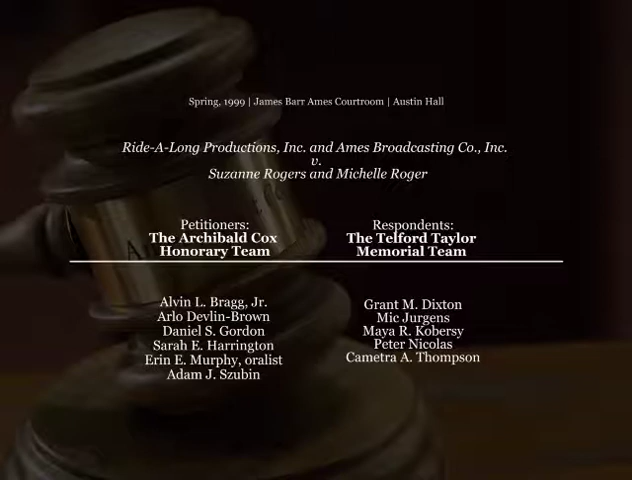 Spring, 1999 | James Barr Ames Courtroom | Austin Hall
Ride-A-Long Productions, Inc. and Ames Broadcasting Co., Inc.
v.
Suzanne Rogers and Michelle Roger
Petitioners:
The Archibald Cox
Honorary Team
Respondents:
The Telford Taylor
Memorial Team
Alvin L. Bragg, Jr.
Arlo Devlin-Brown
Daniel S. Gordon
Sarah E. Harrington
Erin E. Murphy, oralist
Adam J. Szubin
Grant M. Dixton
Mic Jurgens
Maya R. Kobersy
Peter Nicolas
Cametra A. Thompson